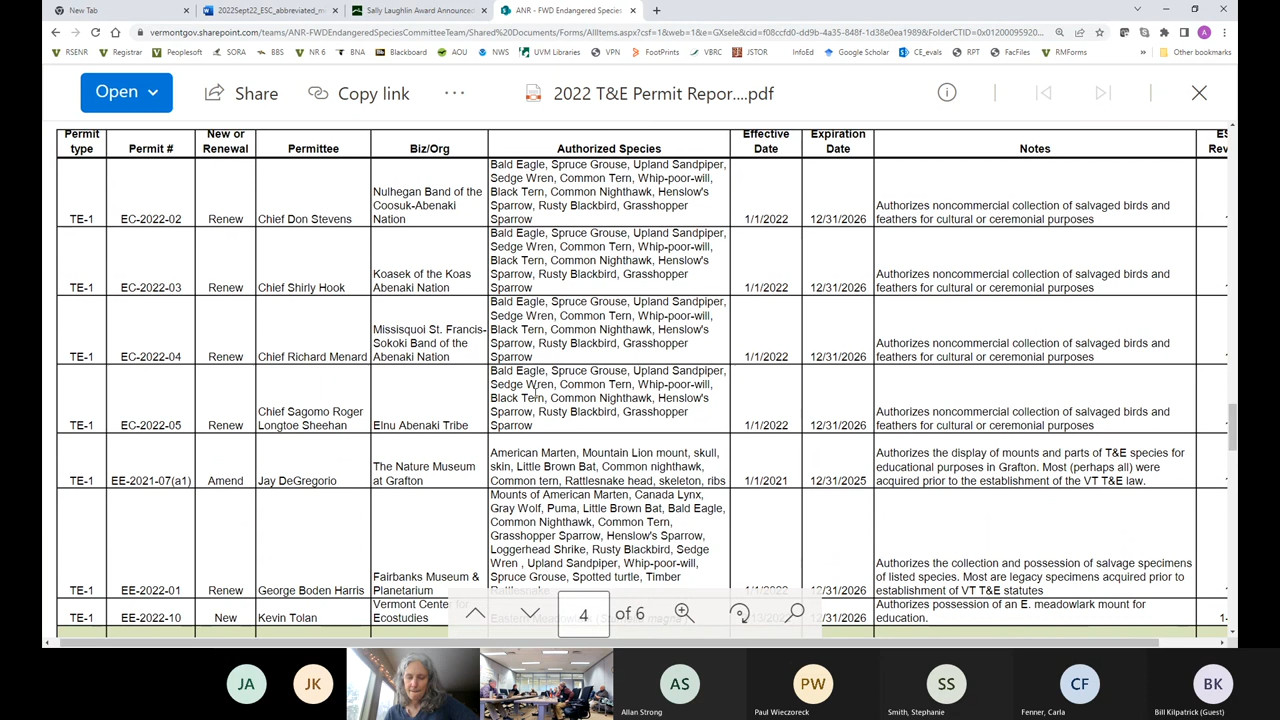 New Tab
2022Sept22_ESC_abbreviated_m
Sally Laughlin Award Announced
ANR - FWD Endangered Species
vermontgov.sharepoint.com/teams/ANR-FWDEndangeredSpeciesCommitteeTeam/Shared%20Documents/Forms/AllItems.aspx?csf=1&web=1&e=GXsele&cid=f08ccfd0-dd9b-4a35-848f-1d38e0ea1989&FolderCTID=0x01200095920...
A
RSENR
Registrar
Peoplesoft
SORA
BBS
NR 6
BNA
Blackboard
AOU
NWS
UVM Libraries
VPN
FootPrints
VBRC
JSTOR
InfoEd
Google Scholar
CE_evals
RPT
FacFiles
RMForms
Other bookmarks
Open
Share
Copy link
2022 T&E Permit Repor....pdf
Permit type
Permit #
New or Renewal
Permittee
Biz/Org
Authorized Species
Effective Date
Expiration Date
Notes
TE-1
EC-2022-02
Renew
Chief Don Stevens
Nulhegan Band of the
Coosuk-Abenaki
Nation
Bald Eagle, Spruce Grouse, Upland Sandpiper,
Sedge Wren, Common Tern, Whip-poor-will,
Black Tern, Common Nighthawk, Henslow's
Sparrow, Rusty Blackbird, Grasshopper
Sparrow
1/1/2022
12/31/2026
Authorizes noncommercial collection of salvaged birds and
feathers for cultural or ceremonial purposes
TE-1
EC-2022-03
Renew
Chief Shirly Hook
Koasek of the Koas
Abenaki Nation
Bald Eagle, Spruce Grouse, Upland Sandpiper,
Sedge Wren, Common Tern, Whip-poor-will,
Black Tern, Common Nighthawk, Henslow's
Sparrow, Rusty Blackbird, Grasshopper
Sparrow
1/1/2022
12/31/2026
Authorizes noncommercial collection of salvaged birds and
feathers for cultural or ceremonial purposes
TE-1
EC-2022-04
Renew
Chief Richard Menard
Missisquoi St. Francis-
Sokoki Band of the
Abenaki Nation
Bald Eagle, Spruce Grouse, Upland Sandpiper,
Sedge Wren, Common Tern, Whip-poor-will,
Black Tern, Common Nighthawk, Henslow's
Sparrow, Rusty Blackbird, Grasshopper
Sparrow
1/1/2022
12/31/2026
Authorizes noncommercial collection of salvaged birds and
feathers for cultural or ceremonial purposes
TE-1
EC-2022-05
Renew
Chief Sagomo Roger
Longtoe Sheehan
Elnu Abenaki Tribe
Bald Eagle, Spruce Grouse, Upland Sandpiper,
Sedge Wren, Common Tern, Whip-poor-will,
Black Tern, Common Nighthawk, Henslow's
Sparrow, Rusty Blackbird, Grasshopper
Sparrow
1/1/2022
12/31/2026
Authorizes noncommercial collection of salvaged birds and
feathers for cultural or ceremonial purposes
TE-1
EE-2021-07(a1)
Amend
Jay DeGregorio
The Nature Museum
at Grafton
American Marten, Mountain Lion mount, skull,
skin, Little Brown Bat, Common nighthawk,
Common tern, Rattlesnake head, skeleton, ribs
1/1/2021
12/31/2025
Authorizes the display of mounts and parts of T&E species for
educational purposes in Grafton. Most (perhaps all) were
acquired prior to the establishment of the VT T&E law.
TE-1
EE-2022-01
Renew
George Boden Harris
Fairbanks Museum &
Planetarium
Mounts of American Marten, Canada Lynx,
Gray Wolf, Puma, Little Brown Bat, Bald Eagle,
Common Nighthawk, Common Tern,
Grasshopper Sparrow, Henslow's Sparrow,
Loggerhead Shrike, Rusty Blackbird, Sedge
Wren , Upland Sandpiper, Whip-poor-will,
Spruce Grouse, Spotted turtle, Timber
Rattlesnake
1/1/2022
12/31/2026
Authorizes the collection and possession of salvage specimens
of listed species. Most are legacy specimens acquired prior to
establishment of VT T&E statutes
TE-1
EE-2022-10
New
Kevin Tolan
Vermont Center for
Ecostudies
12/31/2026
Authorizes possession of an E. meadowlark mount for
education.
4 of 6
JA
JK
AS
Allan Strong
PW
Paul Wieczoreck
SS
Smith, Stephanie
CF
Fenner, Carla
BK
Bill Kilpatrick (Guest)